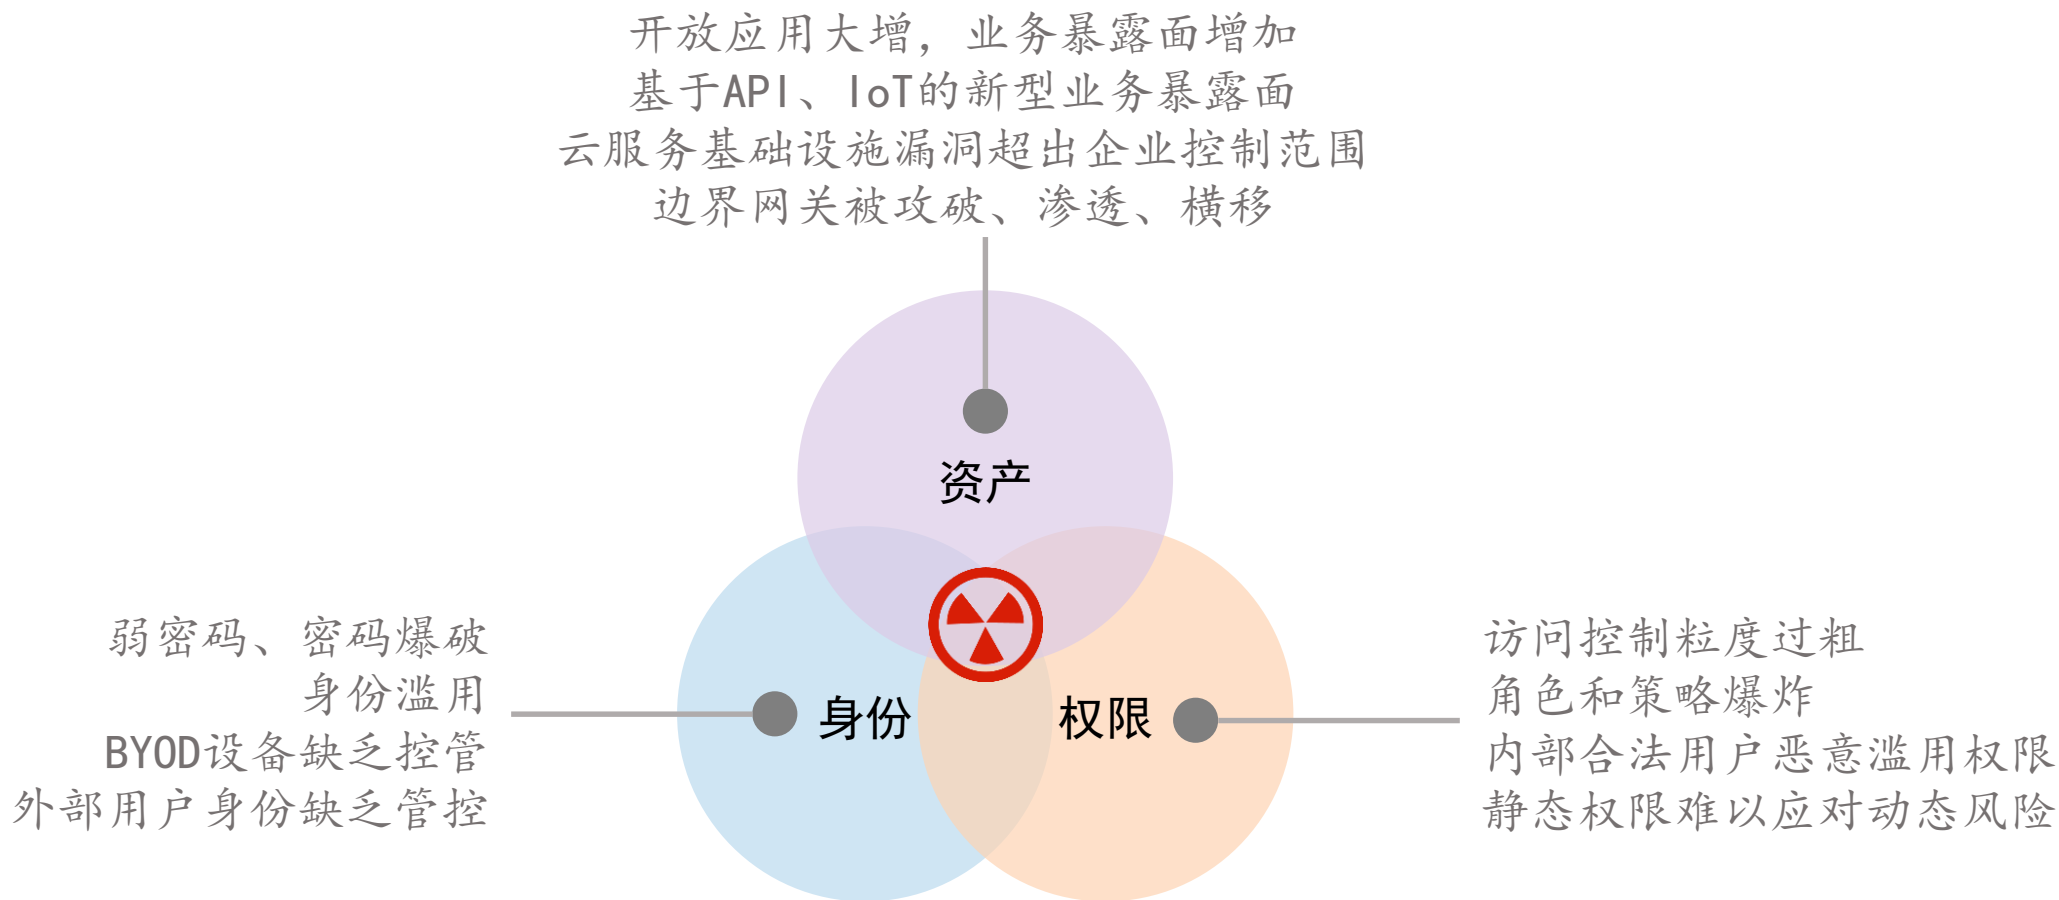 开放应用大增，业务暴露面增加
基于API、IoT的新型业务暴露面
云服务基础设施漏洞超出企业控制范围
边界网关被攻破、渗透、横移
资产
弱密码、密码爆破
身份滥用
BYOD设备缺乏控管
外部用户身份缺乏管控
身份
权限
访问控制粒度过粗
角色和策略爆炸
内部合法用户恶意滥用权限
静态权限难以应对动态风险